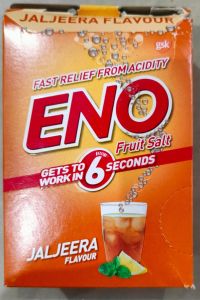 JALJEERA FLAVOUR
gsk
FAST RELIEF FROM ACIDITY
ENO
Fruit Salt
GETS TO WORK IN 6 SECONDS
JALJEERA
FLAVOUR